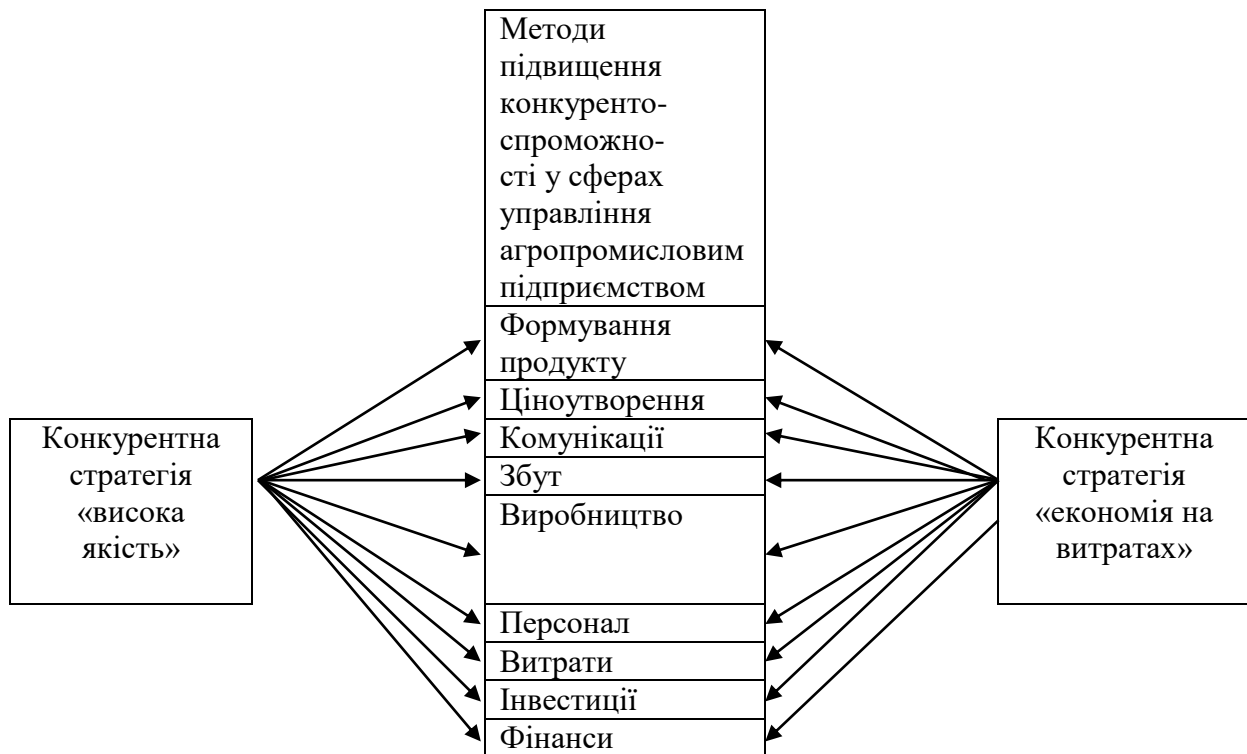 Методи
підвищення
конкуренто-
спроможно-
сті у сферах
управління
агропромисловим
підприємством
Формування
продукту
Ціноутворення
Комунікації
Збут
Виробництво
Персонал
Витрати
Інвестиції
Фінанси
Конкурентна
стратегія
«висока
якість»
Конкурентна
стратегія
«економія на
витратах»